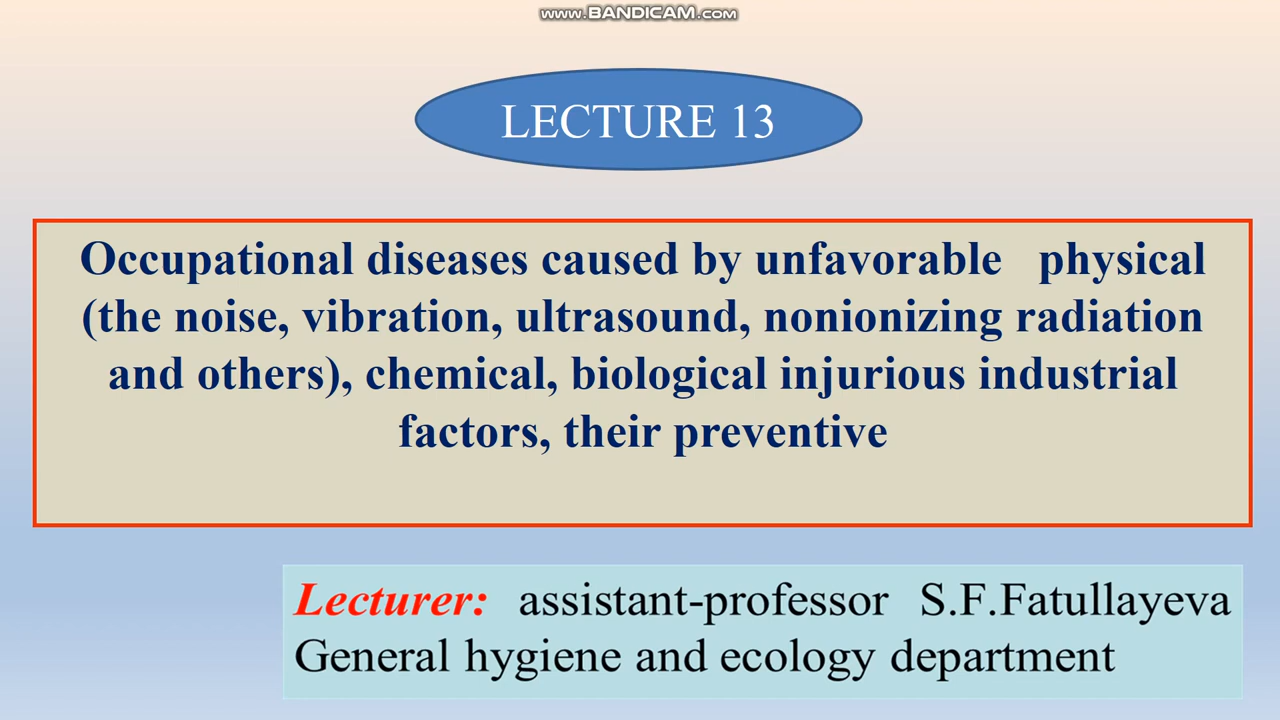 www.BANDICAM.com
LECTURE 13
Occupational diseases caused by unfavorable physical
(the noise, vibration, ultrasound, nonionizing radiation
and others), chemical, biological injurious industrial
factors, their preventive
Lecturer: assistant-professor S.F.Fatullayeva
General hygiene and ecology department